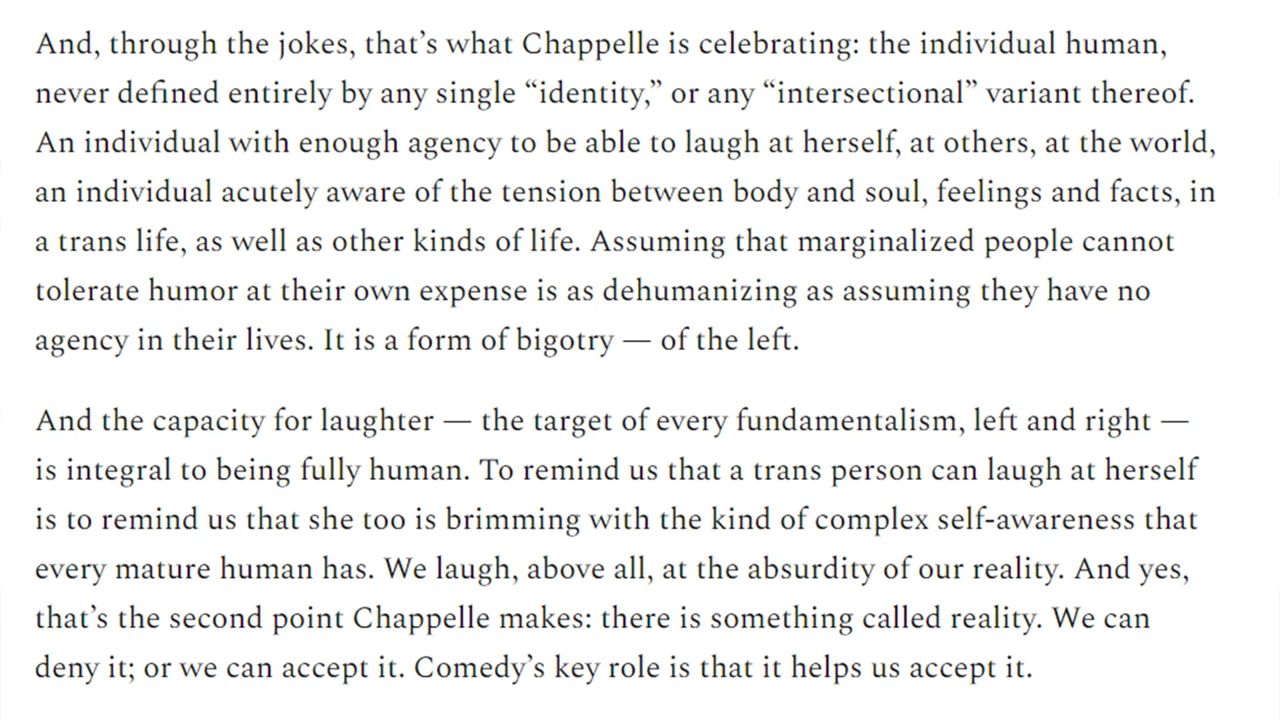 And, through the jokes, that’s what Chappelle is celebrating: the individual human,
never defined entirely by any single “identity,” or any “intersectional” variant thereof.
An individual with enough agency to be able to laugh at herself, at others, at the world,
an individual acutely aware of the tension between body and soul, feelings and facts, in
a trans life, as well as other kinds of life. Assuming that marginalized people cannot
tolerate humor at their own expense is as dehumanizing as assuming they have no
agency in their lives. It is a form of bigotry — of the left.
And the capacity for laughter — the target of every fundamentalism, left and right —
is integral to being fully human. To remind us that a trans person can laugh at herself
is to remind us that she too is brimming with the kind of complex self-awareness that
every mature human has. We laugh, above all, at the absurdity of our reality. And yes,
that’s the second point Chappelle makes: there is something called reality. We can
deny it; or we can accept it. Comedy’s key role is that it helps us accept it.